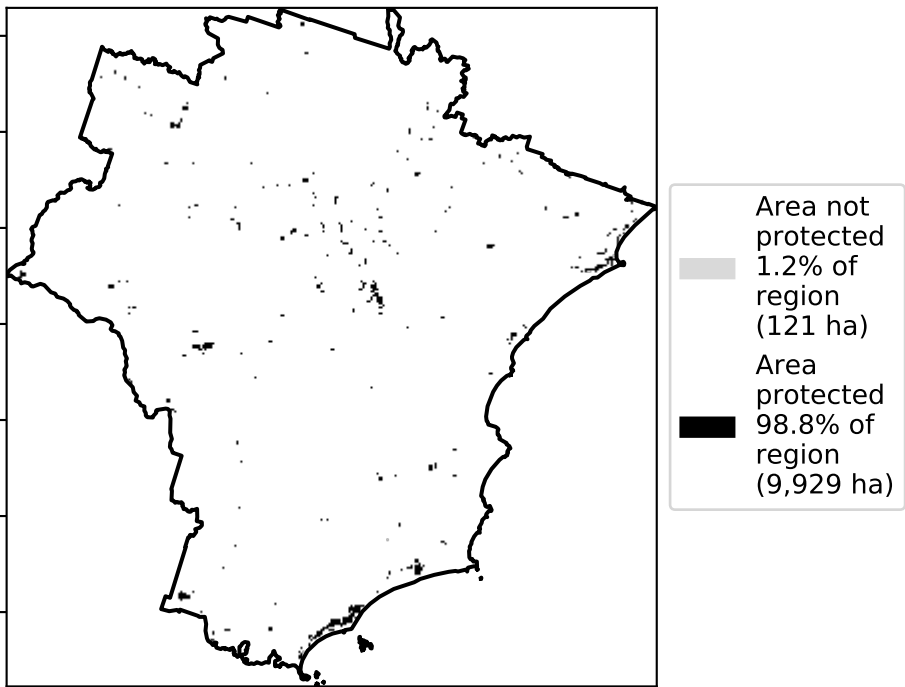 Area not
protected
1.2% of
region
(121 ha)
Area
protected
98.8% of
region
(9,929 ha)